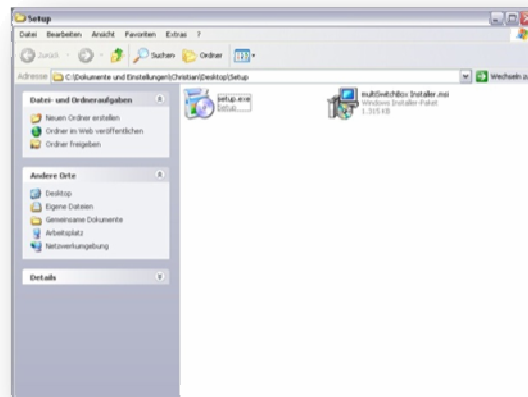 Setup
Datei Bearbeiten Ansicht Favoriten Extras ?
Zurück Suchen Ordner
Adresse C:\Dokumente und Einstellungen\Christian\Desktop\Setup Wechseln z
Datei- und Ordneraufgaben
Neuen Ordner erstellen
Ordner im Web veröffentlichen
Ordner freigeben
Andere Orte
Desktop
Eigene Dateien
Gemeinsame Dokumente
Arbeitsplatz
Netzwerkumgebung
Details
setup.exe
Setup
multiSwitchBox Installer.msi
Windows Installer-Paket
1.315 KB